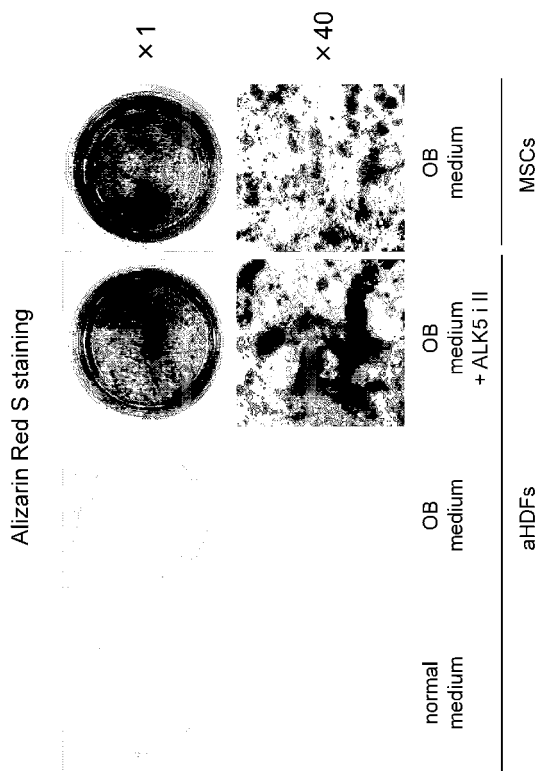 Alizarin Red S staining
×1
×40
normal
medium
OB
medium
OB
medium
+ ALK5 i II
OB
medium
aHDFs
MSCs